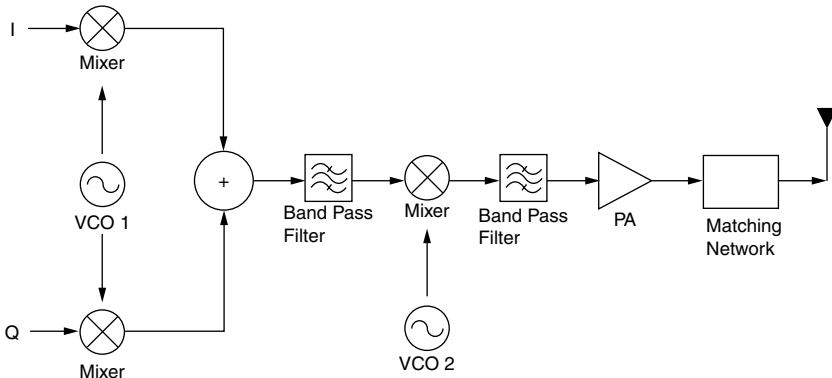 I
Mixer
VCO 1
Q
Mixer
+
Band Pass
Filter
Mixer
VCO 2
Band Pass
Filter
PA
Matching
Network